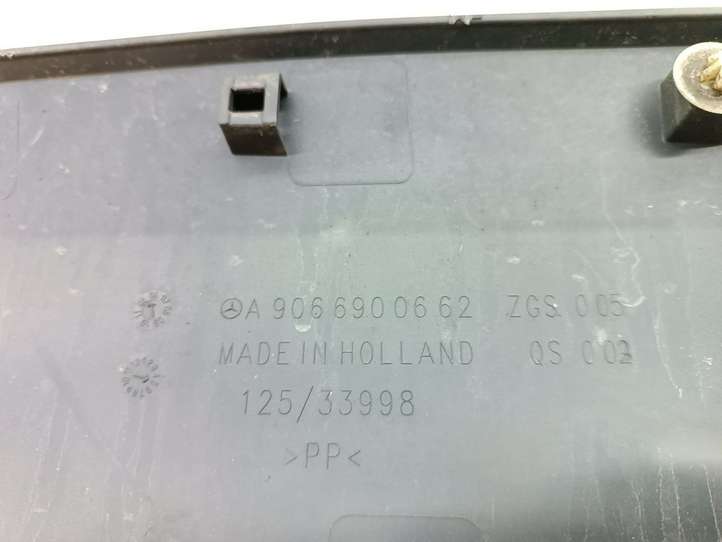 A 906 690 06 62 ZGS 005
MADE IN HOLLAND QS 002
125/33998
>PP<